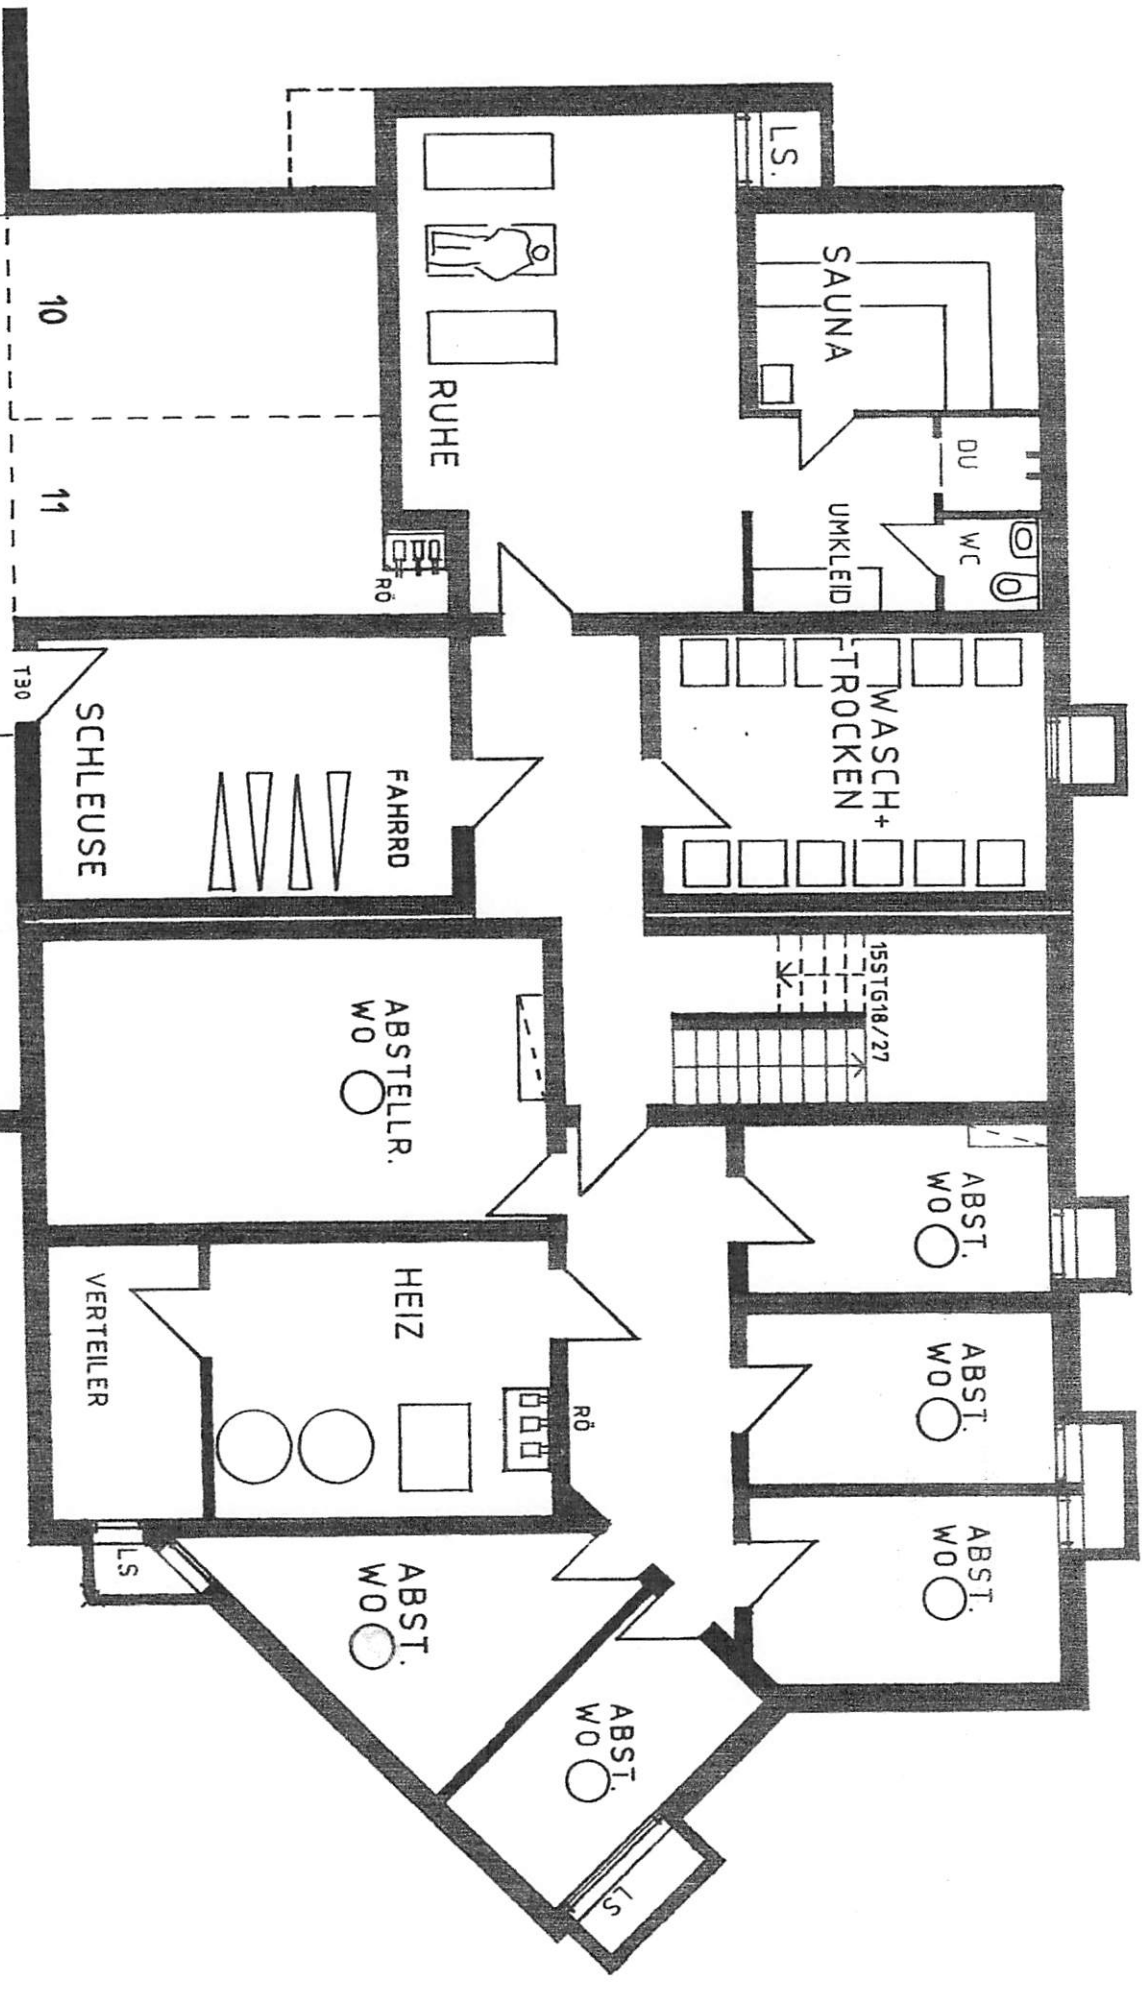 LS.
SAUNA
DU
WC
UMKLEID
RUHE
10
11
RÖ
T30
SCHLEUSE
FAHRRD
WASCH+
TROCKEN
15STG18/27
ABSTELLR.
WO
ABST.
WO
ABST.
WO
ABST.
WO
HEIZ
VERTEILER
RÖ
LS
ABST.
WO
ABST.
WO
LS